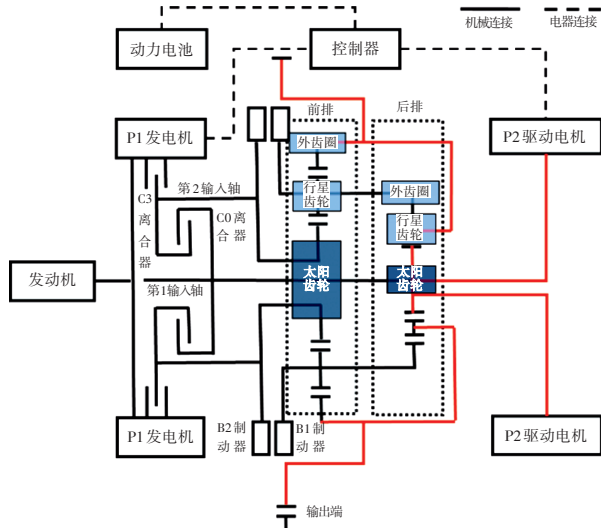 机械连接
电器连接
动力电池
控制器
前排
后排
P1发电机
P2驱动电机
外齿圈
行星
齿轮
外齿圈
行星
齿轮
第2输入轴
C3
离
合
器
C0离
合
器
太阳
齿轮
太阳
齿轮
发动机
第1输入轴
P1发电机
B2制
动器
B1制
动器
P2驱动电机
输出端